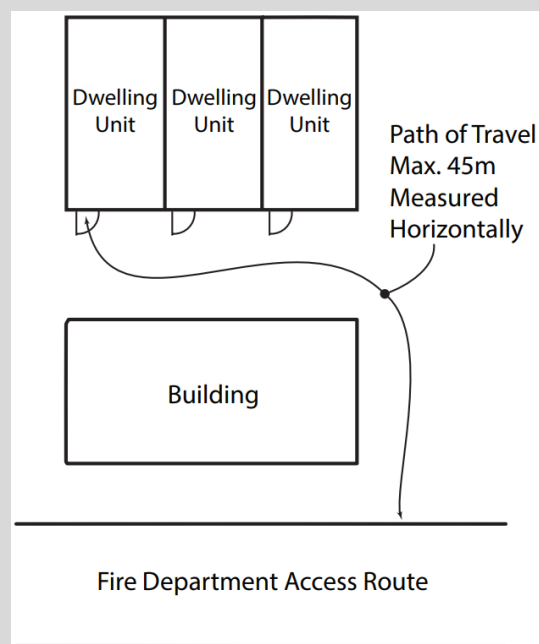 Dwelling Unit
Dwelling Unit
Dwelling Unit
Path of Travel
Max. 45m
Measured
Horizontally
Building
Fire Department Access Route